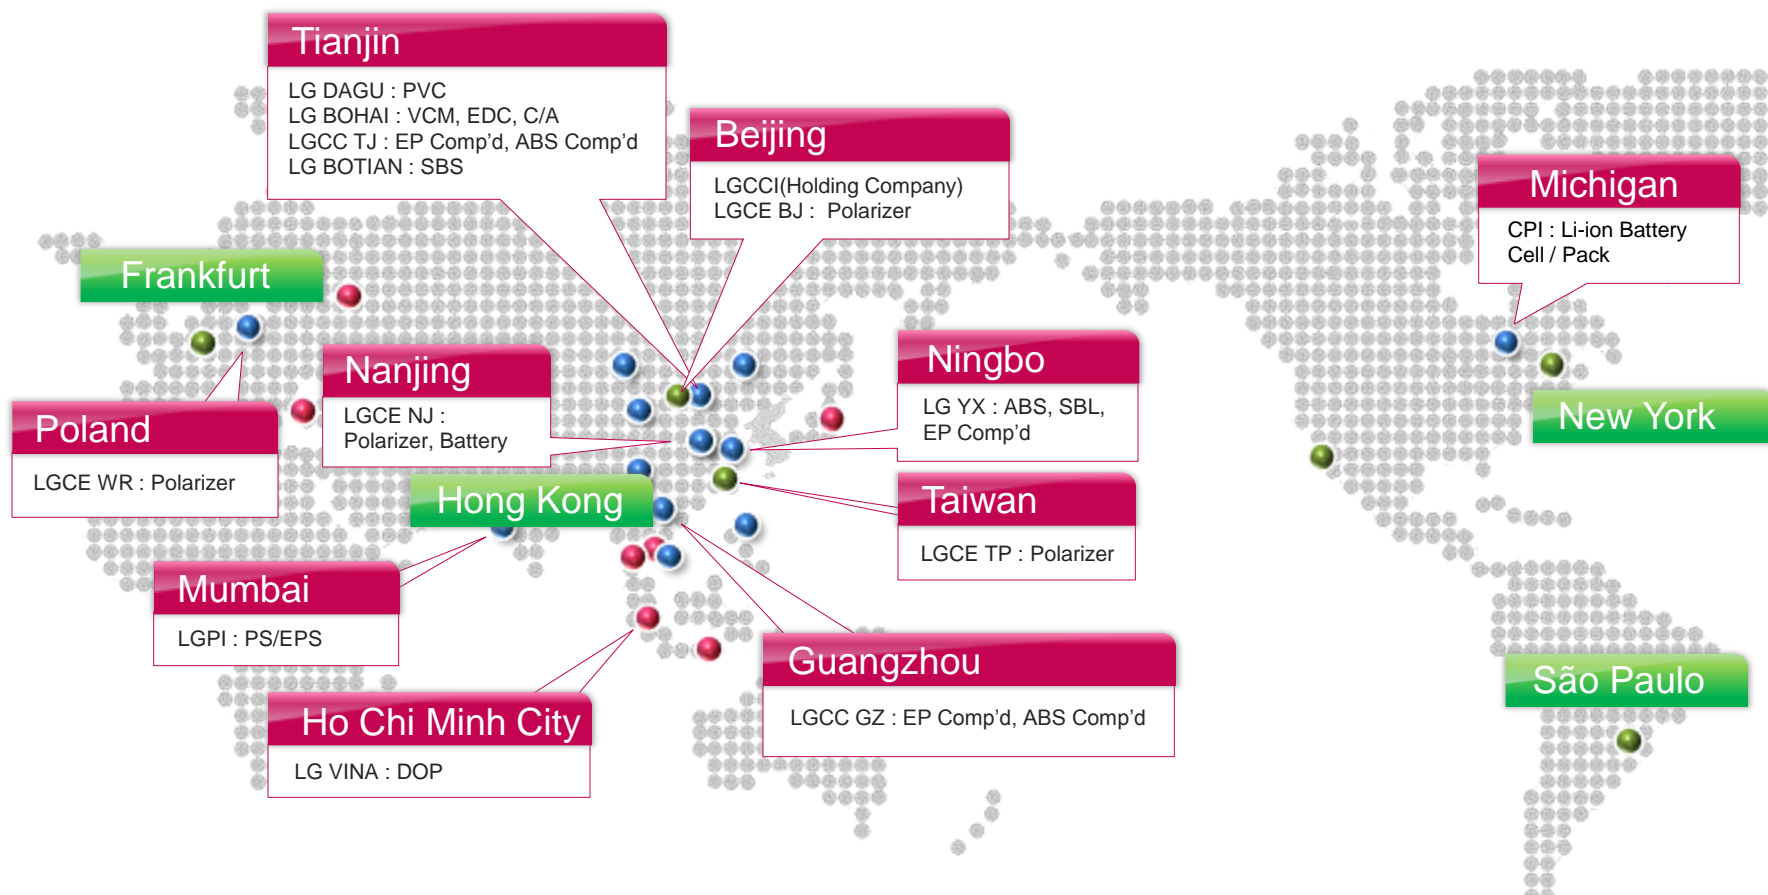 Tianjin
LG DAGU : PVC
LG BOHAI : VCM, EDC, C/A
LGCC TJ : EP Comp’d, ABS Comp’d
LG BOTIAN : SBS
Beijing
LGCCI(Holding Company)
LGCE BJ : Polarizer
Michigan
CPI : Li-ion Battery
Cell / Pack
Frankfurt
Nanjing
LGCE NJ :
Polarizer, Battery
Ningbo
LG YX : ABS, SBL,
EP Comp’d
New York
Poland
LGCE WR : Polarizer
Hong Kong
Taiwan
LGCE TP : Polarizer
Mumbai
LGPI : PS/EPS
Guangzhou
LGCC GZ : EP Comp’d, ABS Comp’d
São Paulo
Ho Chi Minh City
LG VINA : DOP